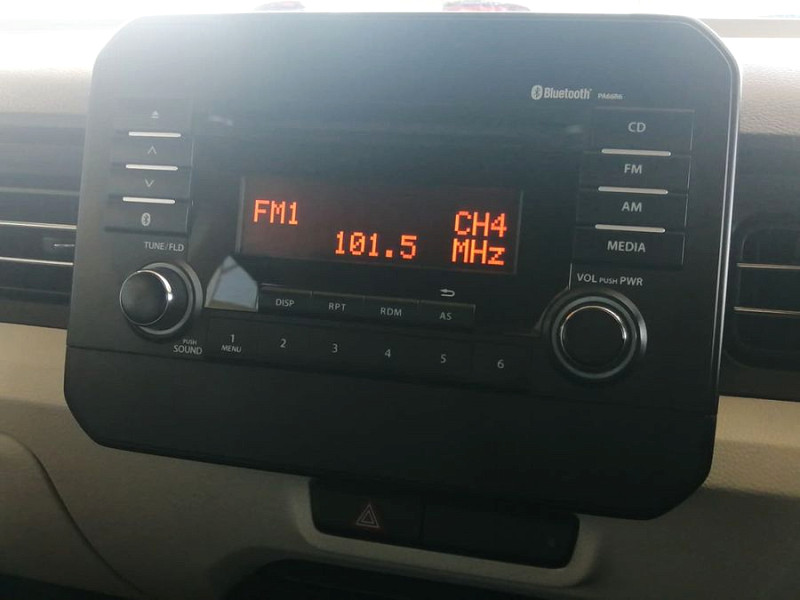 Bluetooth® PA66R6
CD
FM
AM
MEDIA
FM1 CH4
101.5 MHz
TUNE/FLD
VOL PUSH PWR
DISP RPT RDM AS
PUSH
SOUND
1 2 3 4 5 6
MENU